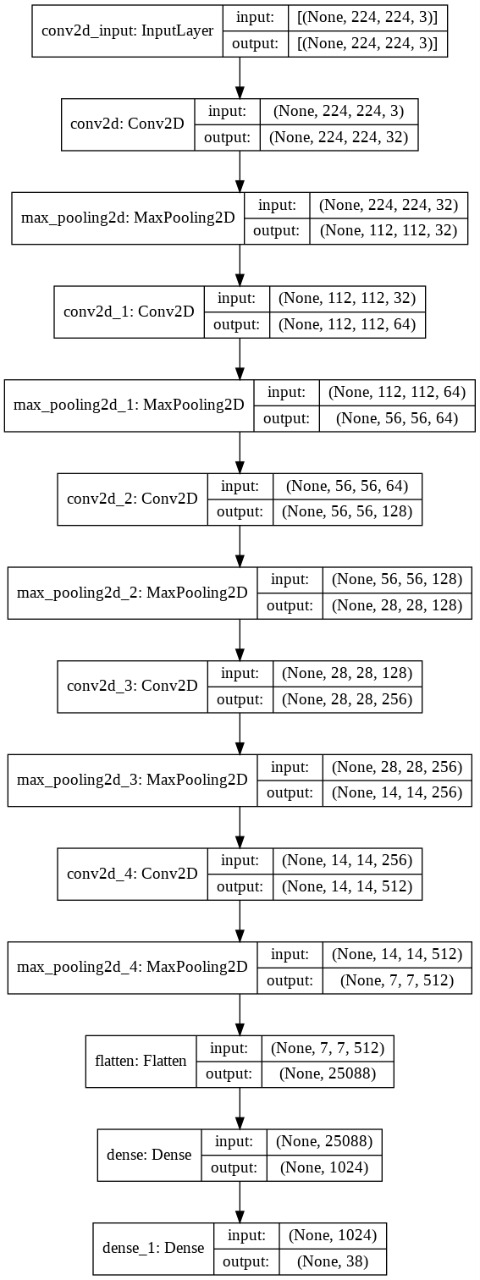 conv2d_input: InputLayer
input: [(None, 224, 224, 3)]
output: [(None, 224, 224, 3)]
conv2d: Conv2D
input: (None, 224, 224, 3)
output: (None, 224, 224, 32)
max_pooling2d: MaxPooling2D
input: (None, 224, 224, 32)
output: (None, 112, 112, 32)
conv2d_1: Conv2D
input: (None, 112, 112, 32)
output: (None, 112, 112, 64)
max_pooling2d_1: MaxPooling2D
input: (None, 112, 112, 64)
output: (None, 56, 56, 64)
conv2d_2: Conv2D
input: (None, 56, 56, 64)
output: (None, 56, 56, 128)
max_pooling2d_2: MaxPooling2D
input: (None, 56, 56, 128)
output: (None, 28, 28, 128)
conv2d_3: Conv2D
input: (None, 28, 28, 128)
output: (None, 28, 28, 256)
max_pooling2d_3: MaxPooling2D
input: (None, 28, 28, 256)
output: (None, 14, 14, 256)
conv2d_4: Conv2D
input: (None, 14, 14, 256)
output: (None, 14, 14, 512)
max_pooling2d_4: MaxPooling2D
input: (None, 14, 14, 512)
output: (None, 7, 7, 512)
flatten: Flatten
input: (None, 7, 7, 512)
output: (None, 25088)
dense: Dense
input: (None, 25088)
output: (None, 1024)
dense_1: Dense
input: (None, 1024)
output: (None, 38)